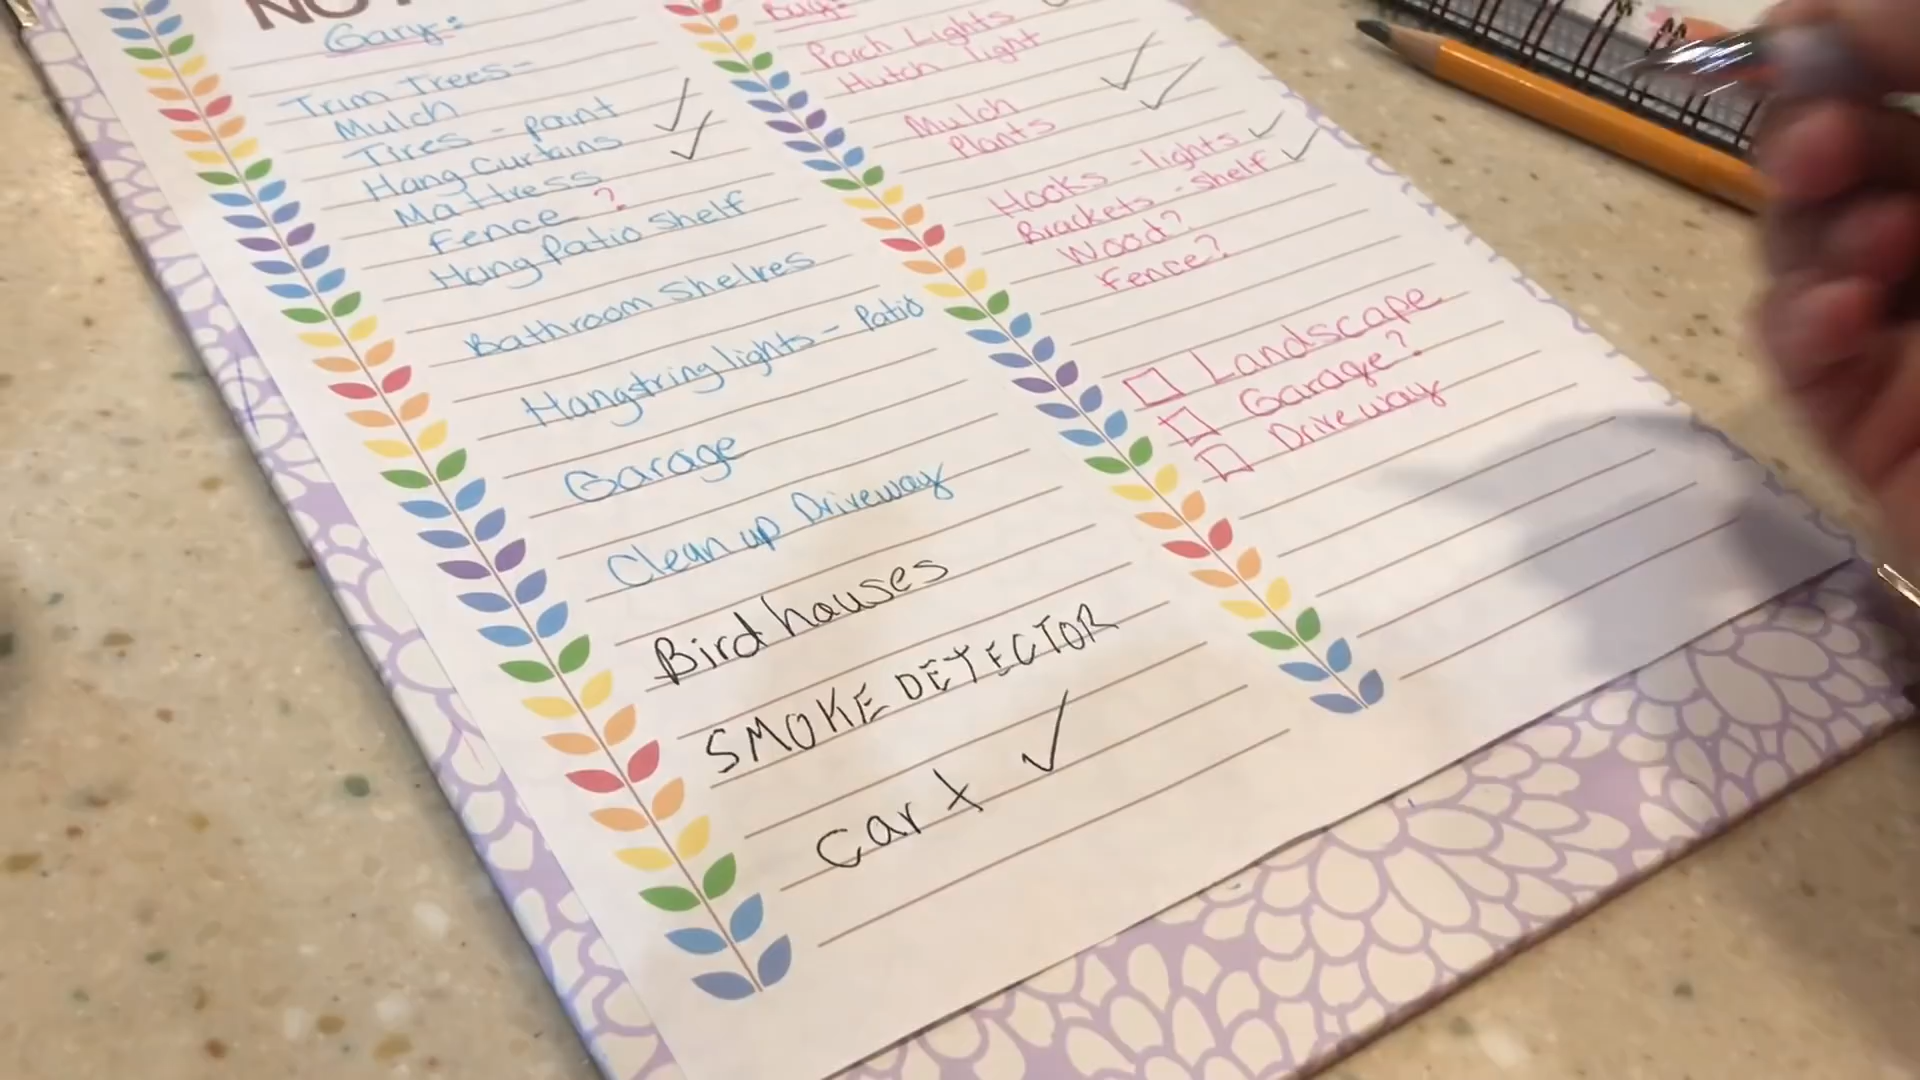 Gary:
Trim Trees-
Mulch
Tires - paint ✓
Hang Curtains ✓
Mattress
Fence ?
Hang Patio Shelf
Bathroom Shelves
Hang string lights - Patio
Garage
Clean up Driveway
Bird houses
SMOKE DETECTOR
Car x ✓
Buy:
Porch Lights
Hutch light
Mulch ✓
Plants ✓
Hooks - lights ✓
Brackets - shelf ✓
Wood?
Fence?
Landscape
Garage?
Driveway